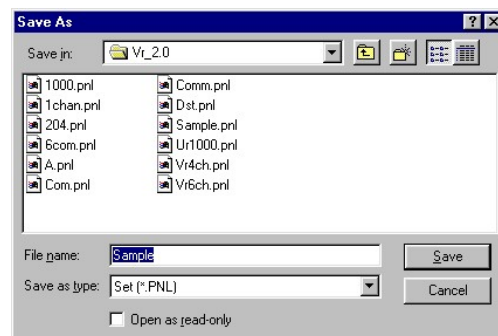 Save As
Save in: Vr_2.0
1000.pnl
1chan.pnl
204.pnl
6com.pnl
A.pnl
Com.pnl
Comm.pnl
Dst.pnl
Sample.pnl
Ur1000.pnl
Vr4ch.pnl
Vr6ch.pnl
File name: Sample Save
Save as type: Set (*.PNL) Cancel
Open as read-only